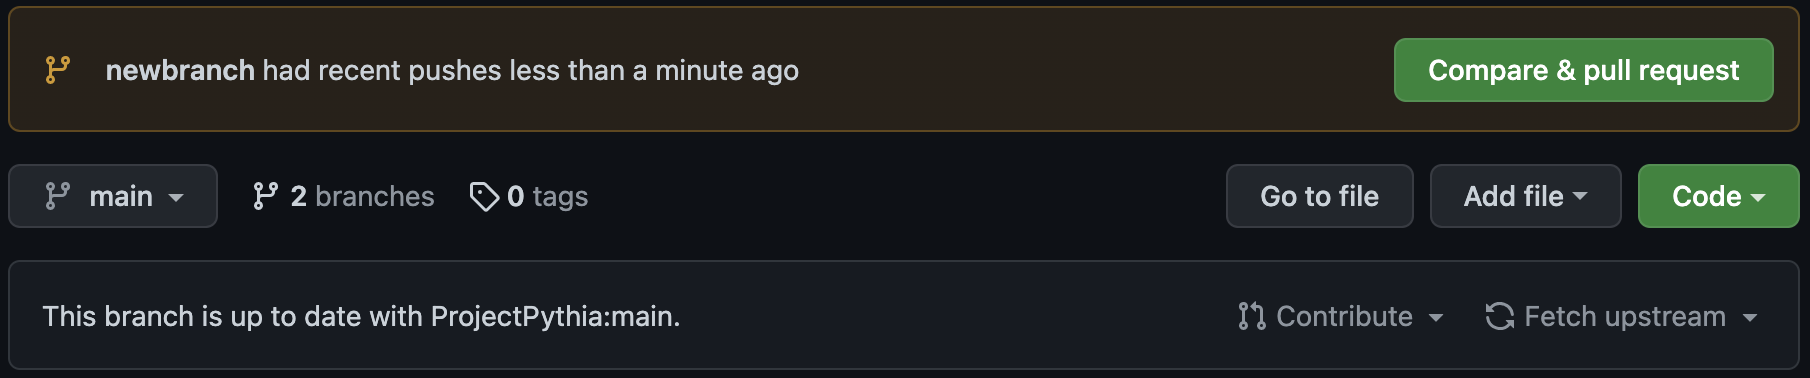 newbranch had recent pushes less than a minute ago
Compare & pull request
main
2 branches
0 tags
Go to file
Add file
Code
This branch is up to date with ProjectPythia:main.
Contribute
Fetch upstream